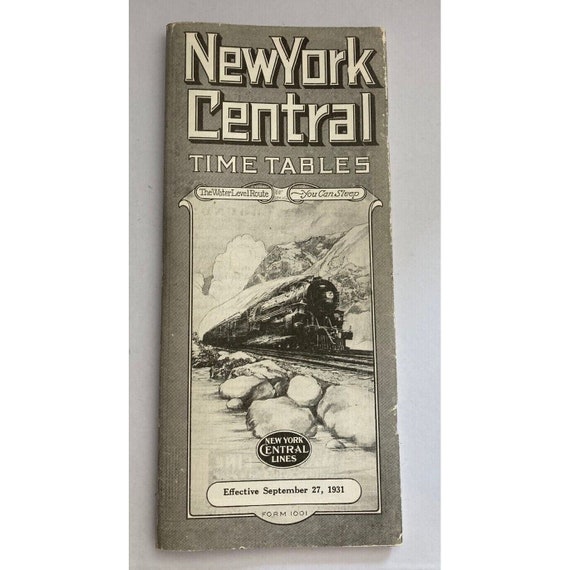 New York
Central
TIME TABLES
The Water Level Route — You Can Sleep
NEW YORK
CENTRAL
LINES
Effective September 27, 1931
FORM 1001